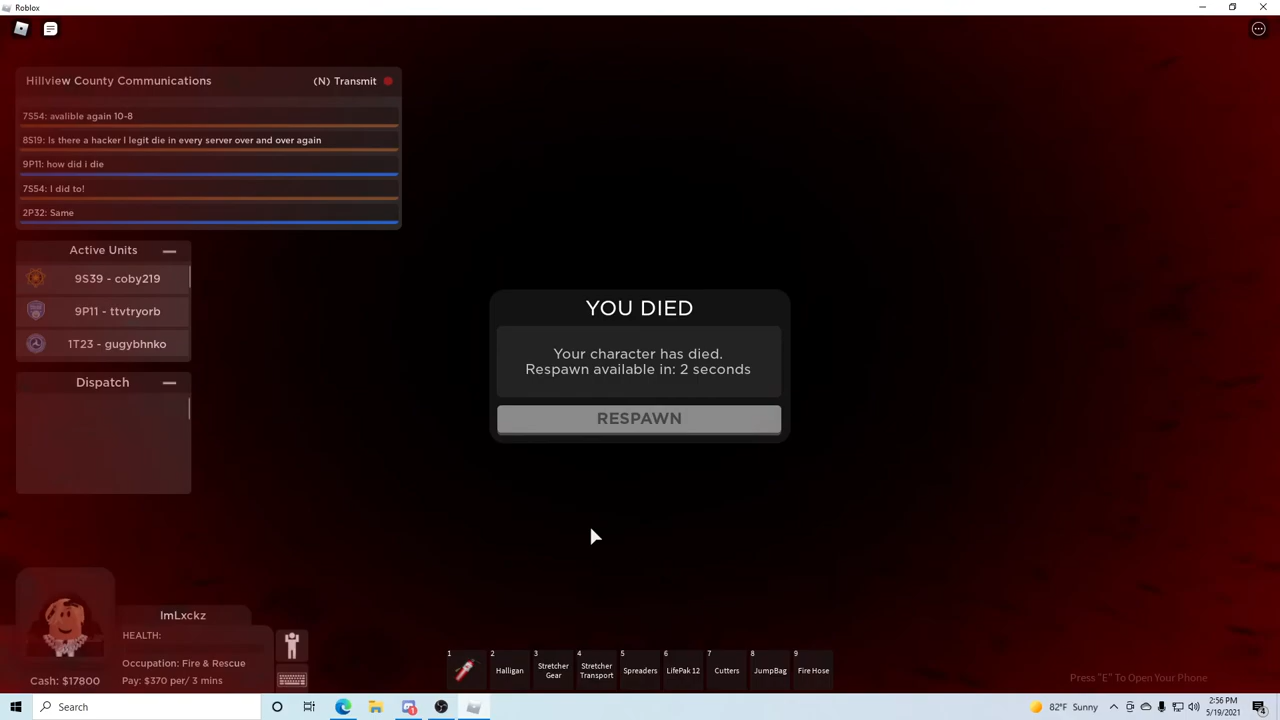 Roblox
Hillview County Communications
(N) Transmit
7S54: avalible again 10-8
8S19: Is there a hacker I legit die in every server over and over again
9P11: how did i die
7S54: I did to!
2P32: Same
Active Units
9S39 - coby219
9P11 - ttvtryorb
1T23 - gugybhnko
Dispatch
YOU DIED
Your character has died.
Respawn available in: 2 seconds
RESPAWN
ImLxckz
HEALTH:
Occupation: Fire & Rescue
Cash: $17800
Pay: $370 per/ 3 mins
1
2
Halligan
3
Stretcher
Gear
4
Stretcher
Transport
5
Spreaders
6
LifePak 12
7
Cutters
8
JumpBag
9
Fire Hose
Press "E" To Open Your Phone
Search
1
82°F Sunny
2:56 PM
5/19/2021
4